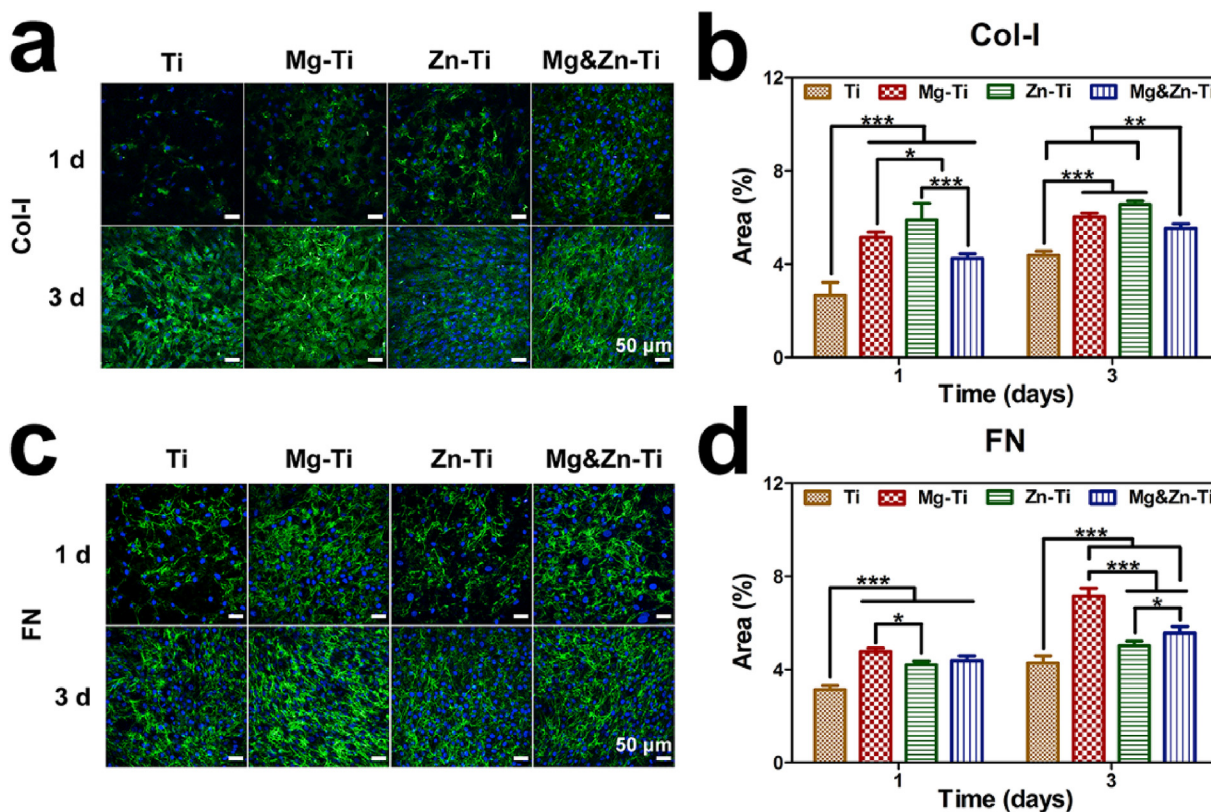 a
Ti Mg-Ti Zn-Ti Mg&Zn-Ti
Col-I
1 d
3 d
50 μm
b
Col-I
Ti Mg-Ti Zn-Ti Mg&Zn-Ti
Area (%)
12
8
4
0
*** * *** *** **
1 3
Time (days)
c
Ti Mg-Ti Zn-Ti Mg&Zn-Ti
FN
1 d
3 d
50 μm
d
FN
Ti Mg-Ti Zn-Ti Mg&Zn-Ti
Area (%)
12
8
4
0
*** * *** *** *
1 3
Time (days)